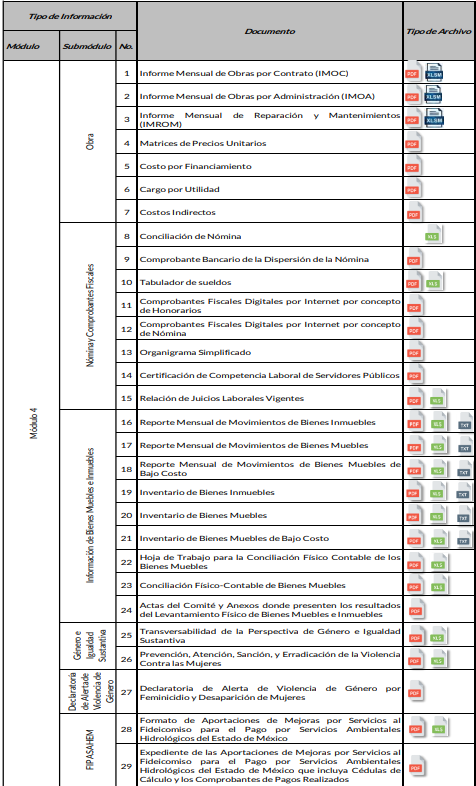 Tipo de Información
Documento
Tipo de Archivo
Módulo
Submódulo
No.
Módulo 4
Obra
1 Informe Mensual de Obras por Contrato (IMOC) PDF XLSM
2 Informe Mensual de Obras por Administración (IMOA) PDF XLSM
3 Informe Mensual de Reparación y Mantenimientos
(IMROM) PDF XLSM
4 Matrices de Precios Unitarios PDF
5 Costo por Financiamiento PDF
6 Cargo por Utilidad PDF
7 Costos Indirectos PDF
Nómina y Comprobantes Fiscales
8 Conciliación de Nómina XLS
9 Comprobante Bancario de la Dispersión de la Nómina PDF
10 Tabulador de sueldos PDF XLS
11 Comprobantes Fiscales Digitales por Internet por concepto
de Honorarios PDF
12 Comprobantes Fiscales Digitales por Internet por concepto
de Nómina PDF
13 Organigrama Simplificado PDF
14 Certificación de Competencia Laboral de Servidores Públicos PDF
15 Relación de Juicios Laborales Vigentes PDF XLS
Información de Bienes Muebles e Inmuebles
16 Reporte Mensual de Movimientos de Bienes Inmuebles PDF XLS TXT
17 Reporte Mensual de Movimientos de Bienes Muebles PDF XLS TXT
18 Reporte Mensual de Movimientos de Bienes Muebles de
Bajo Costo PDF XLS TXT
19 Inventario de Bienes Inmuebles PDF XLS TXT
20 Inventario de Bienes Muebles PDF XLS TXT
21 Inventario de Bienes Muebles de Bajo Costo PDF XLS TXT
22 Hoja de Trabajo para la Conciliación Físico Contable de los
Bienes Muebles PDF XLS
23 Conciliación Físico-Contable de Bienes Muebles PDF XLS
24 Actas del Comité y Anexos donde presenten los resultados
del Levantamiento Físico de Bienes Muebles e Inmuebles PDF
Género e
Igualdad
Sustantiva
25 Transversabilidad de la Perspectiva de Género e Igualdad
Sustantiva PDF XLS
26 Prevención, Atención, Sanción, y Erradicación de la Violencia
Contra las Mujeres PDF XLS
Declaratoria
de Alerta de
Violencia de
Género
27 Declaratoria de Alerta de Violencia de Género por
Feminicidio y Desaparición de Mujeres PDF
FIPASAHEM
28 Formato de Aportaciones de Mejoras por Servicios al
Fideicomiso para el Pago por Servicios Ambientales
Hidrológicos del Estado de México PDF XLS
29 Expediente de las Aportaciones de Mejoras por Servicios al
Fideicomiso para el Pago por Servicios Ambientales
Hidrológicos del Estado de México que incluya Cédulas de
Cálculo y los Comprobantes de Pagos Realizados PDF